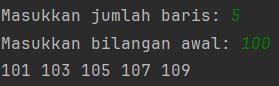 Masukkan jumlah baris: 5
Masukkan bilangan awal: 100
101 103 105 107 109